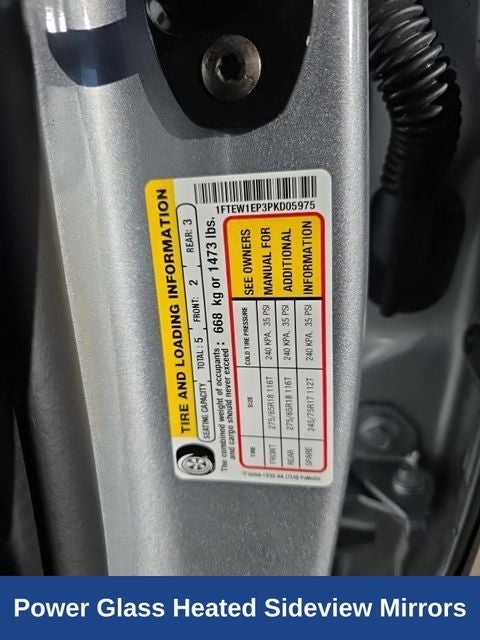 TIRE AND LOADING INFORMATION
SEATING CAPACITY TOTAL: 5 FRONT: 2 REAR: 3
The combined weight of occupants and cargo should never exceed: 668 kg or 1473 lbs.
1FTEW1EP3PKD05975
TIRE SIZE COLD TIRE PRESSURE
FRONT 275/65R18 116T 240 KPA, 35 PSI
REAR 275/65R18 116T 240 KPA, 35 PSI
SPARE 245/75R17 112T 240 KPA, 35 PSI
SEE OWNERS
MANUAL FOR
ADDITIONAL
INFORMATION
Power Glass Heated Sideview Mirrors